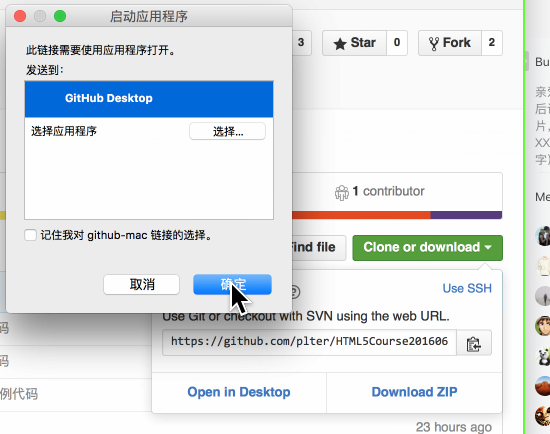 启动应用程序
此链接需要使用应用程序打开。
发送到：
GitHub Desktop
选择应用程序
选择...
记住我对 github-mac 链接的选择。
取消
确定
3
Star
0
Fork
2
1 contributor
Find file
Clone or download
Use SSH
Use Git or checkout with SVN using the web URL.
https://github.com/plter/HTML5Course201606
Open in Desktop
Download ZIP
23 hours ago
码
码
例代码
Bu
亲
后
片,
XX
字)
Me